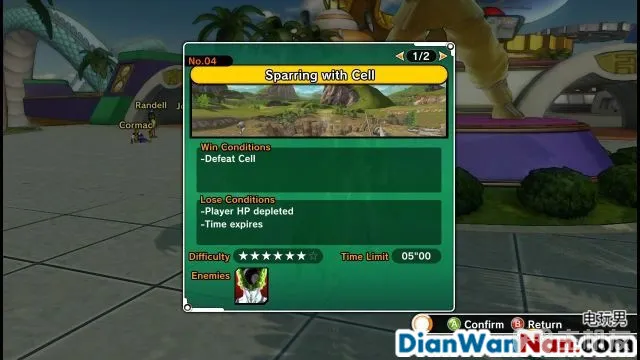 No.04
1/2
Sparring with Cell
Randell
Cormac
Win Conditions
-Defeat Cell
Lose Conditions
-Player HP depleted
-Time expires
Difficulty ★★★★★★☆
Time Limit 05"00
Enemies
A Confirm B Return
电玩男
DianWanNan.com